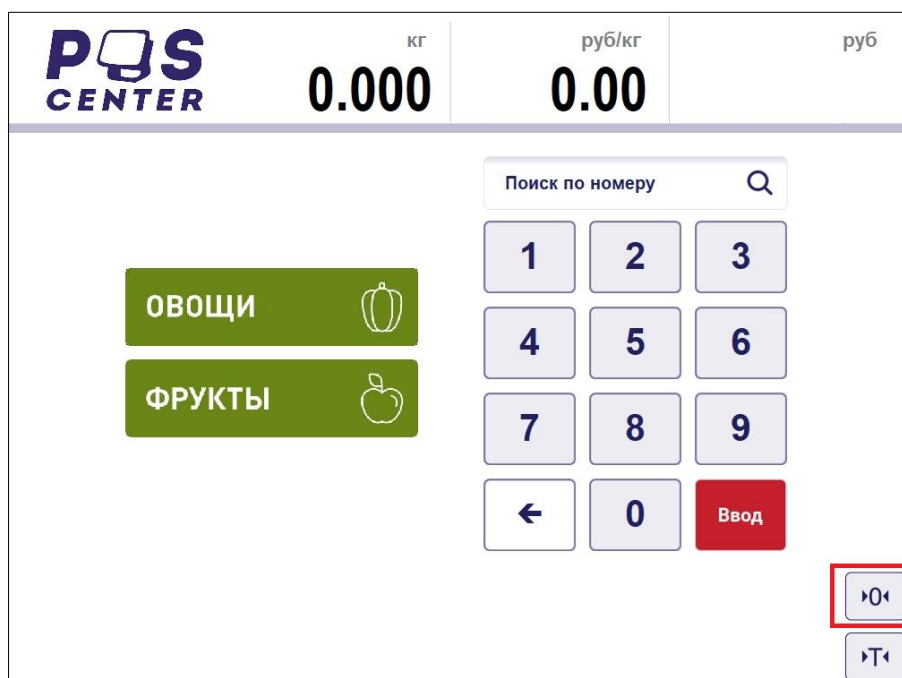 POS
CENTER
кг
0.000
руб/кг
0.00
руб
Поиск по номеру
1 2 3
4 5 6
7 8 9
0 Ввод
ОВОЩИ
ФРУКТЫ
0
T